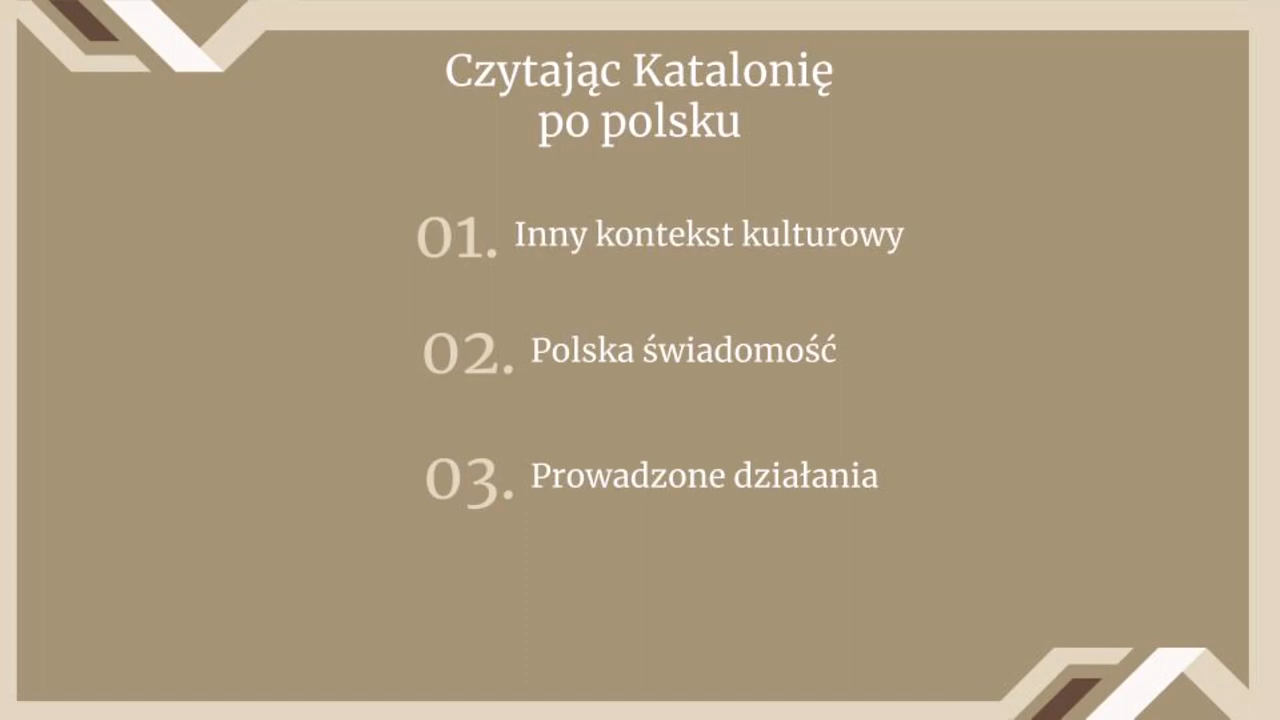 Czytając Katalonię
po polsku
01. Inny kontekst kulturowy
02. Polska świadomość
03. Prowadzone działania